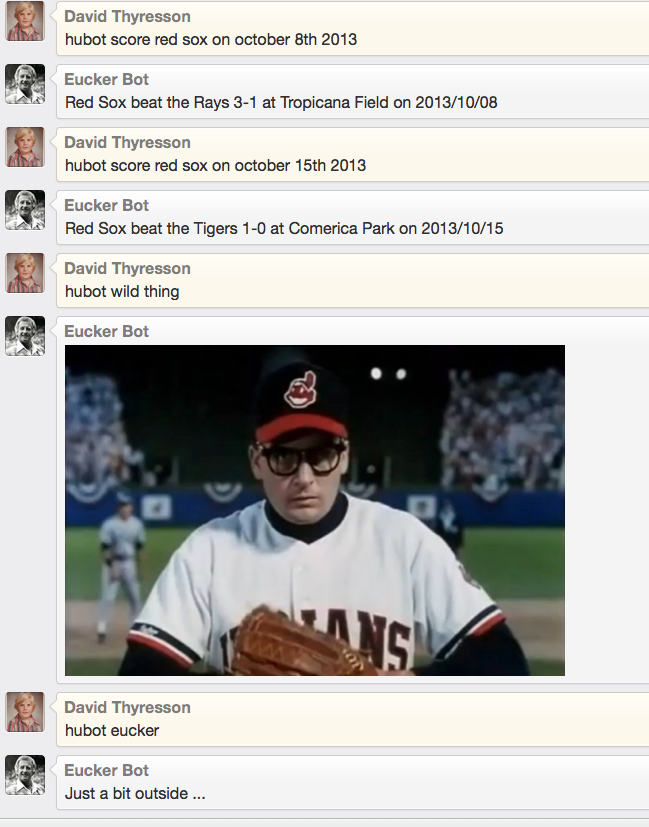 David Thyresson
hubot score red sox on october 8th 2013
Eucker Bot
Red Sox beat the Rays 3-1 at Tropicana Field on 2013/10/08
David Thyresson
hubot score red sox on october 15th 2013
Eucker Bot
Red Sox beat the Tigers 1-0 at Comerica Park on 2013/10/15
David Thyresson
hubot wild thing
Eucker Bot
INDIANS
David Thyresson
hubot eucker
Eucker Bot
Just a bit outside ...